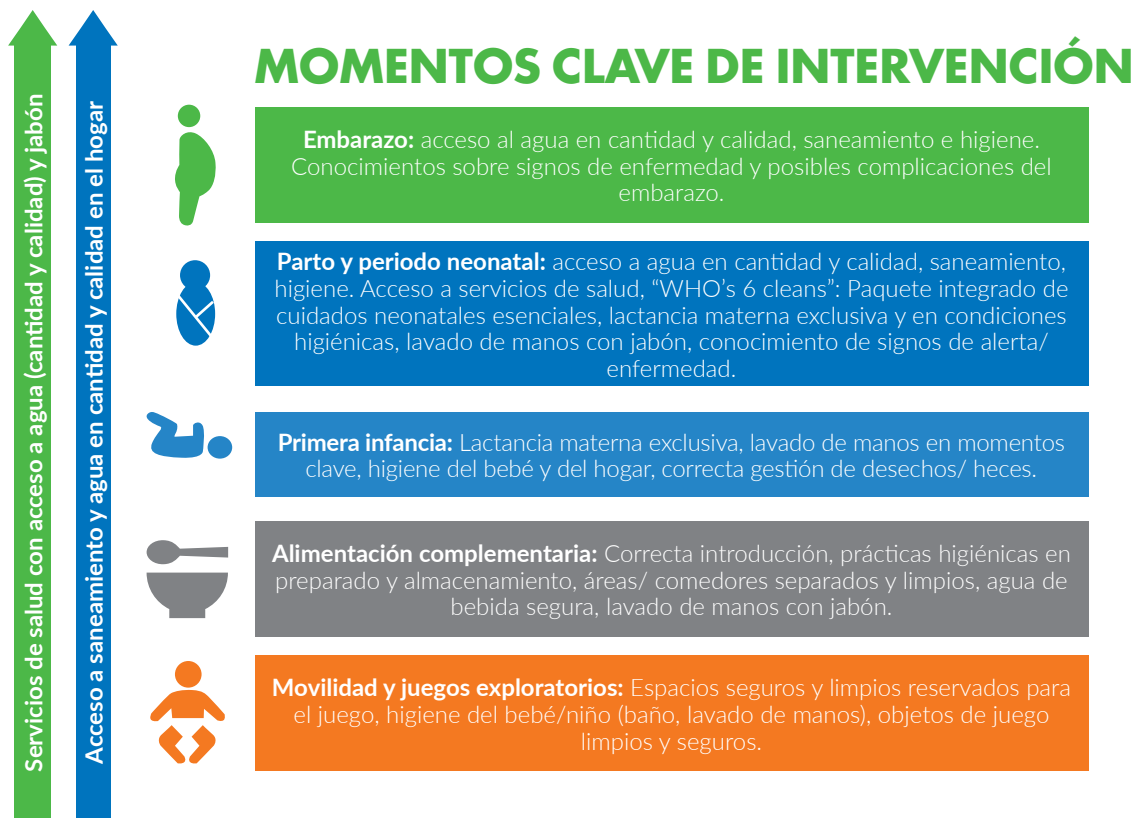 MOMENTOS CLAVE DE INTERVENCIÓN
Servicios de salud con acceso a agua (cantidad y calidad) y jabón
Acceso a saneamiento y agua en cantidad y calidad en el hogar
Embarazo: acceso al agua en cantidad y calidad, saneamiento e higiene.
Conocimientos sobre signos de enfermedad y posibles complicaciones del
embarazo.
Parto y periodo neonatal: acceso a agua en cantidad y calidad, saneamiento,
higiene. Acceso a servicios de salud, “WHO’s 6 cleans”: Paquete integrado de
cuidados neonatales esenciales, lactancia materna exclusiva y en condiciones
higiénicas, lavado de manos con jabón, conocimiento de signos de alerta/
enfermedad.
Primera infancia: Lactancia materna exclusiva, lavado de manos en momentos
clave, higiene del bebé y del hogar, correcta gestión de desechos/ heces.
Alimentación complementaria: Correcta introducción, prácticas higiénicas en
preparado y almacenamiento, áreas/ comedores separados y limpios, agua de
bebida segura, lavado de manos con jabón.
Movilidad y juegos exploratorios: Espacios seguros y limpios reservados para
el juego, higiene del bebé/niño (baño, lavado de manos), objetos de juego
limpios y seguros.